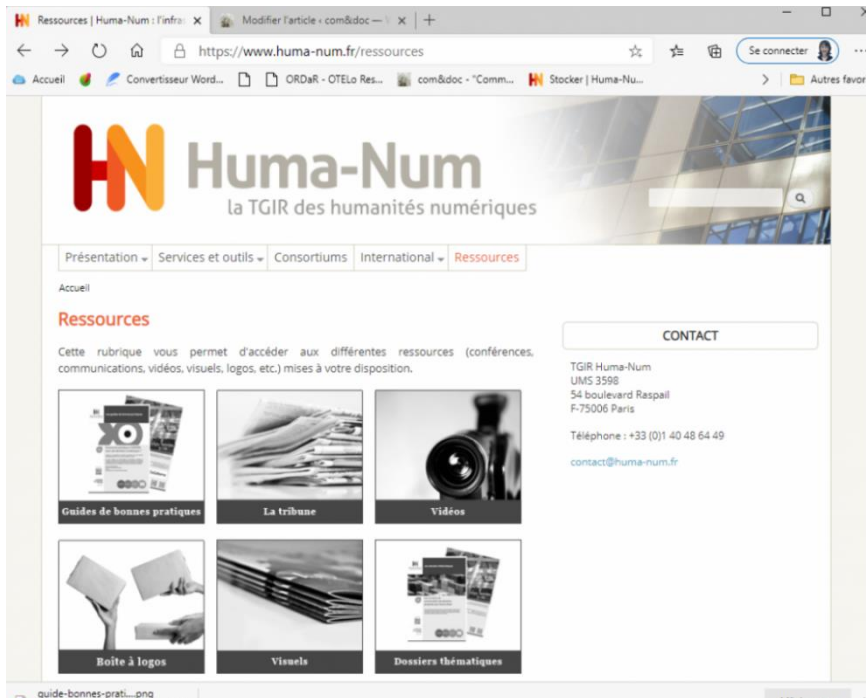 Ressources | Huma-Num : l'infras
Modifier l'article ‹ com&doc —
https://www.huma-num.fr/ressources
Se connecter
Accueil
Convertisseur Word...
ORDaR - OTELo Res...
com&doc - "Comm...
Stocker | Huma-Nu...
Autres favor
HN
Huma-Num
la TGIR des humanités numériques
Présentation
Services et outils
Consortiums
International
Ressources
Accueil
Ressources
Cette rubrique vous permet d'accéder aux différentes ressources (conférences,
communications, vidéos, visuels, logos, etc.) mises à votre disposition.
Guides de bonnes pratiques
La tribune
Vidéos
Boîte à logos
Visuels
Dossiers thématiques
CONTACT
TGIR Huma-Num
UMS 3598
54 boulevard Raspail
F-75006 Paris
Téléphone : +33 (0)1 40 48 64 49
contact@huma-num.fr
guide-bonnes-prati....png